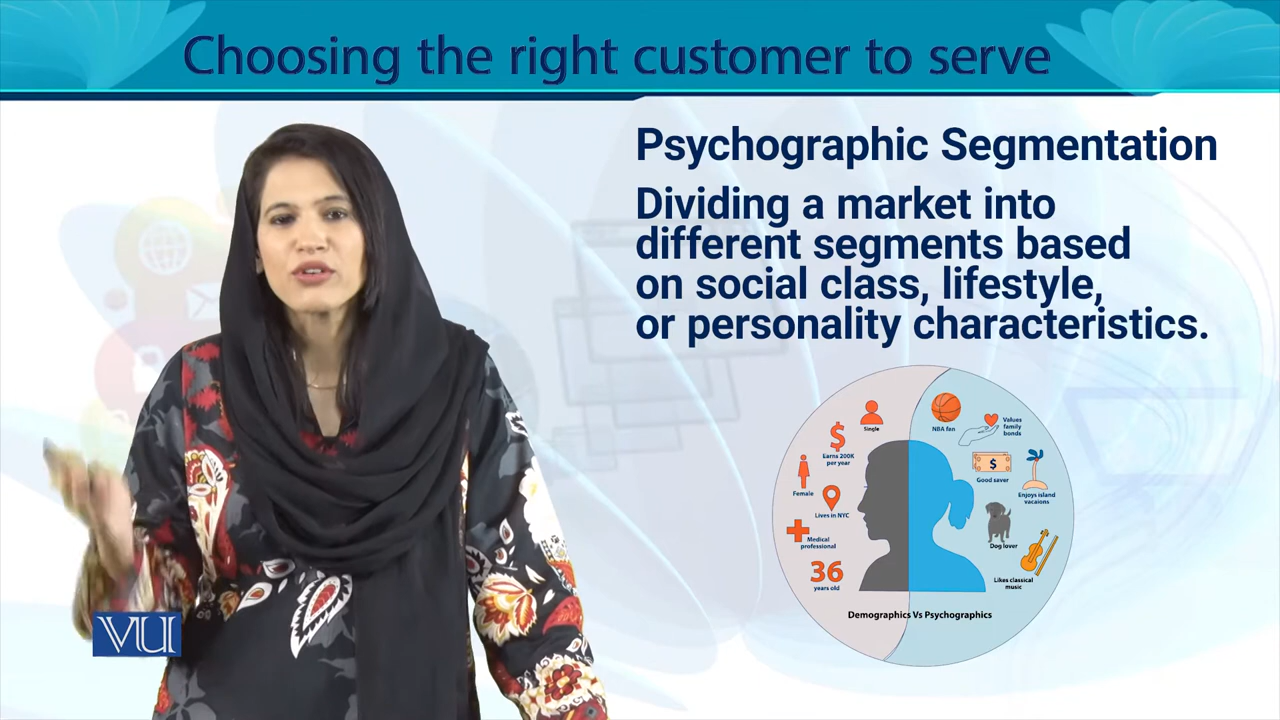 Choosing the right customer to serve
Psychographic Segmentation
Dividing a market into
different segments based
on social class, lifestyle,
or personality characteristics.
Single
Earns 200K
per year
Female
Lives in NYC
Medical
professional
36
years old
NBA fan
Values
family
bonds
$
Good saver
Enjoys island
vacaions
Dog lover
Likes classical
music
Demographics Vs Psychographics
VU